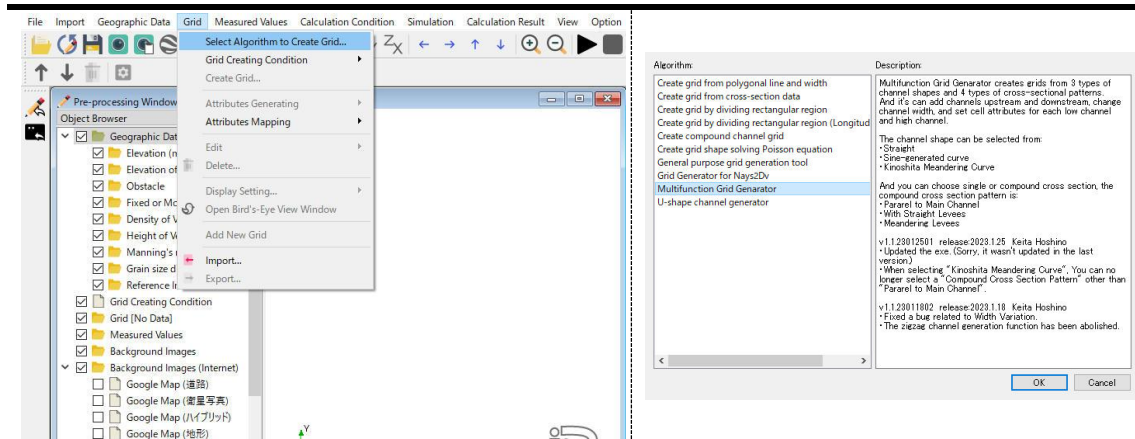 File Import Geographic Data Grid Measured Values Calculation Condition Simulation Calculation Result View Option
Select Algorithm to Create Grid...
Grid Creating Condition
Create Grid...
Attributes Generating
Attributes Mapping
Edit
Delete...
Display Setting...
Open Bird's-Eye View Window
Add New Grid
Import...
Export...
Pre-processing Window
Object Browser
Geographic Dat
Elevation (n
Elevation of
Obstacle
Fixed or Mo
Density of V
Height of V
Manning's
Grain size d
Reference I
Grid Creating Condition
Grid [No Data]
Measured Values
Background Images
Background Images (Internet)
Google Map (道路)
Google Map (衛星写真)
Google Map (ハイブリッド)
Google Map (地形)
Y
Algorithm:
Create grid from polygonal line and width
Create grid from cross-section data
Create grid by dividing rectangular region
Create grid by dividing rectangular region (Longitud
Create compound channel grid
Create grid shape solving Poisson equation
General purpose grid generation tool
Grid Generator for Nays2Dv
Multifunction Grid Genarator
U-shape channel generator
Description:
Multifunction Grid Genarator creates grids from 3 types of
channel shapes and 4 types of cross-sectional patterns.
And it's can add channels upstream and downstream, change
channel width, and set cell attributes for each low channel
and high channel.
The channel shape can be selected from:
・Straight
・Sine-generated curve
・Kinoshita Meandering Curve
And you can choose single or compound cross section, the
compound cross section pattern is:
・Pararel to Main Channel
・With Straight Levees
・Meandering Levees
v1.1.23012501 release:2023.1.25 Keita Hoshino
・Updated the exe. (Sorry, it wasn't updated in the last
version.)
・When selecting "Kinoshita Meandering Curve", You can no
longer select a "Compound Cross Section Pattern" other than
"Pararel to Main Channel".
v1.1.23011802 release:2023.1.18 Keita Hoshino
・Fixed a bug related to Width Variation.
・The zigzag channel generation function has been abolished.
OK Cancel